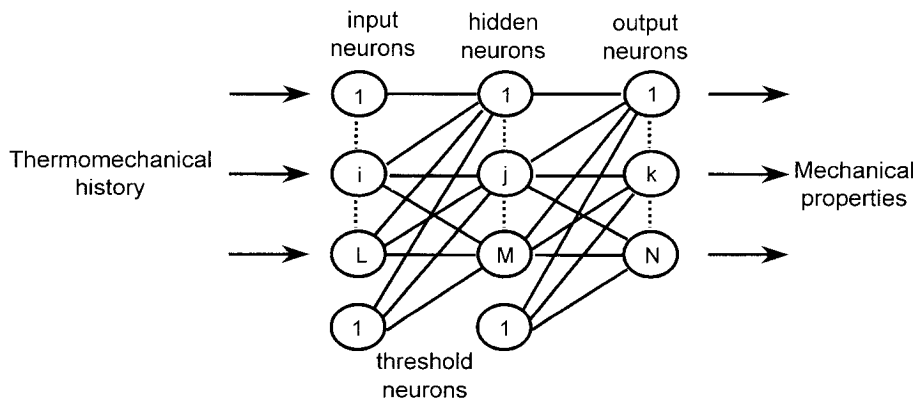 input
neurons
hidden
neurons
output
neurons
1
1
1
Thermomechanical
history
i
j
k
Mechanical
properties
L
M
N
1
1
threshold
neurons